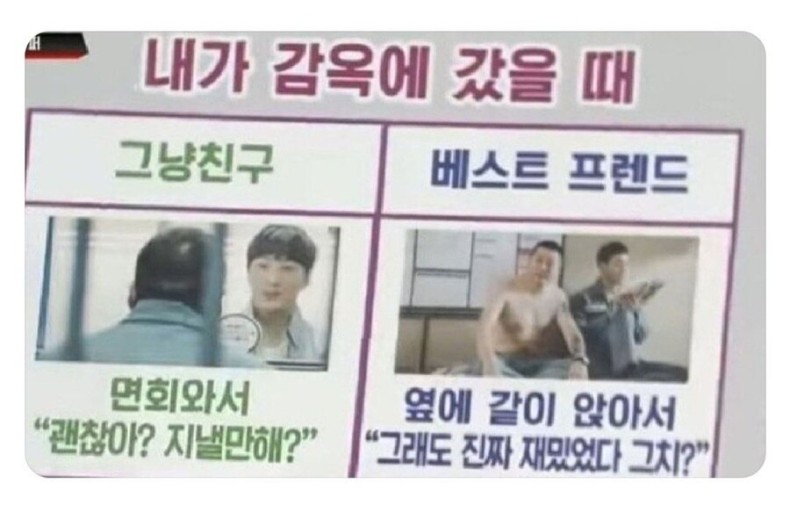 퍼
내가 감옥에 갔을 때
그냥친구
베스트 프렌드
면회와서
“괜찮아? 지낼만해?”
옆에 같이 앉아서
“그래도 진짜 재밌었다 그치?”